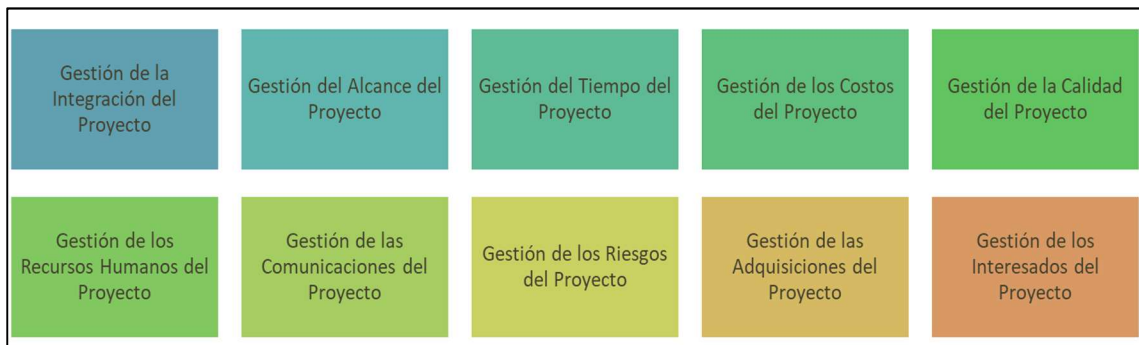 Gestión de la
Integración del
Proyecto
Gestión del Alcance del
Proyecto
Gestión del Tiempo del
Proyecto
Gestión de los Costos
del Proyecto
Gestión de la Calidad
del Proyecto
Gestión de los
Recursos Humanos del
Proyecto
Gestión de las
Comunicaciones del
Proyecto
Gestión de los Riesgos
del Proyecto
Gestión de las
Adquisiciones del
Proyecto
Gestión de los
Interesados del
Proyecto